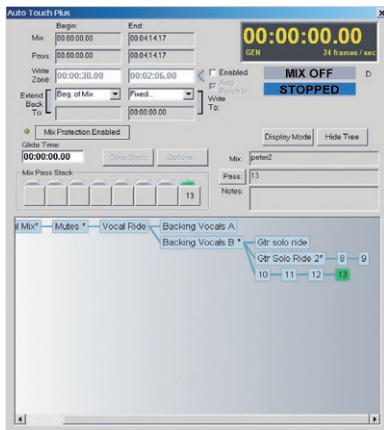 Auto Touch Plus
Begin: End:
Mix: 00:00:00.00 00:04:14.17
Pass: 00:00:00.00 00:04:14.17
Write Zone: 00:00:38.00 00:02:06.00
Enabled
Auto Punch In
Extend Back To: Beg. of Mix Fixed... Write To:
00:00:00.00
00:00:00.00
GEN 24 frames / sec
MIX OFF D
STOPPED
Mix Protection Enabled
Glide Time:
00:00:00.00 Clear Static Options...
Display Mode Hide Tree
Mix: peter2
Pass: 13
Notes:
Mix Pass Stack
13
l Mix* Mutes * Vocal Ride Backing Vocals A
Backing Vocals B * Gtr solo ride
Gtr Solo Ride 2* 8 9
10 11 12 13